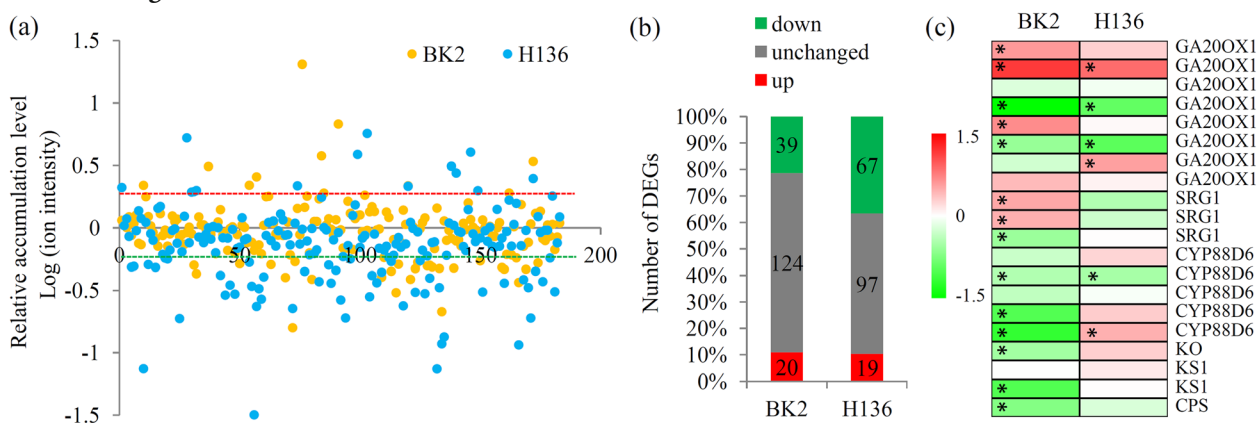 (a)
Relative accumulation level
Log (ion intensity)
1.5
1
0.5
0
-0.5
-1
-1.5
0
50
100
150
200
BK2
H136
(b)
down
unchanged
up
Number of DEGs
100%
90%
80%
70%
60%
50%
40%
30%
20%
10%
0%
39
124
20
67
97
19
BK2
H136
(c)
BK2
H136
1.5
0
-1.5
* GA20OX1
* * GA20OX1
GA20OX1
* * GA20OX1
* GA20OX1
* * GA20OX1
* GA20OX1
GA20OX1
* SRG1
* SRG1
* SRG1
CYP88D6
* * CYP88D6
CYP88D6
* CYP88D6
* * CYP88D6
* KO
KS1
* KS1
* CPS